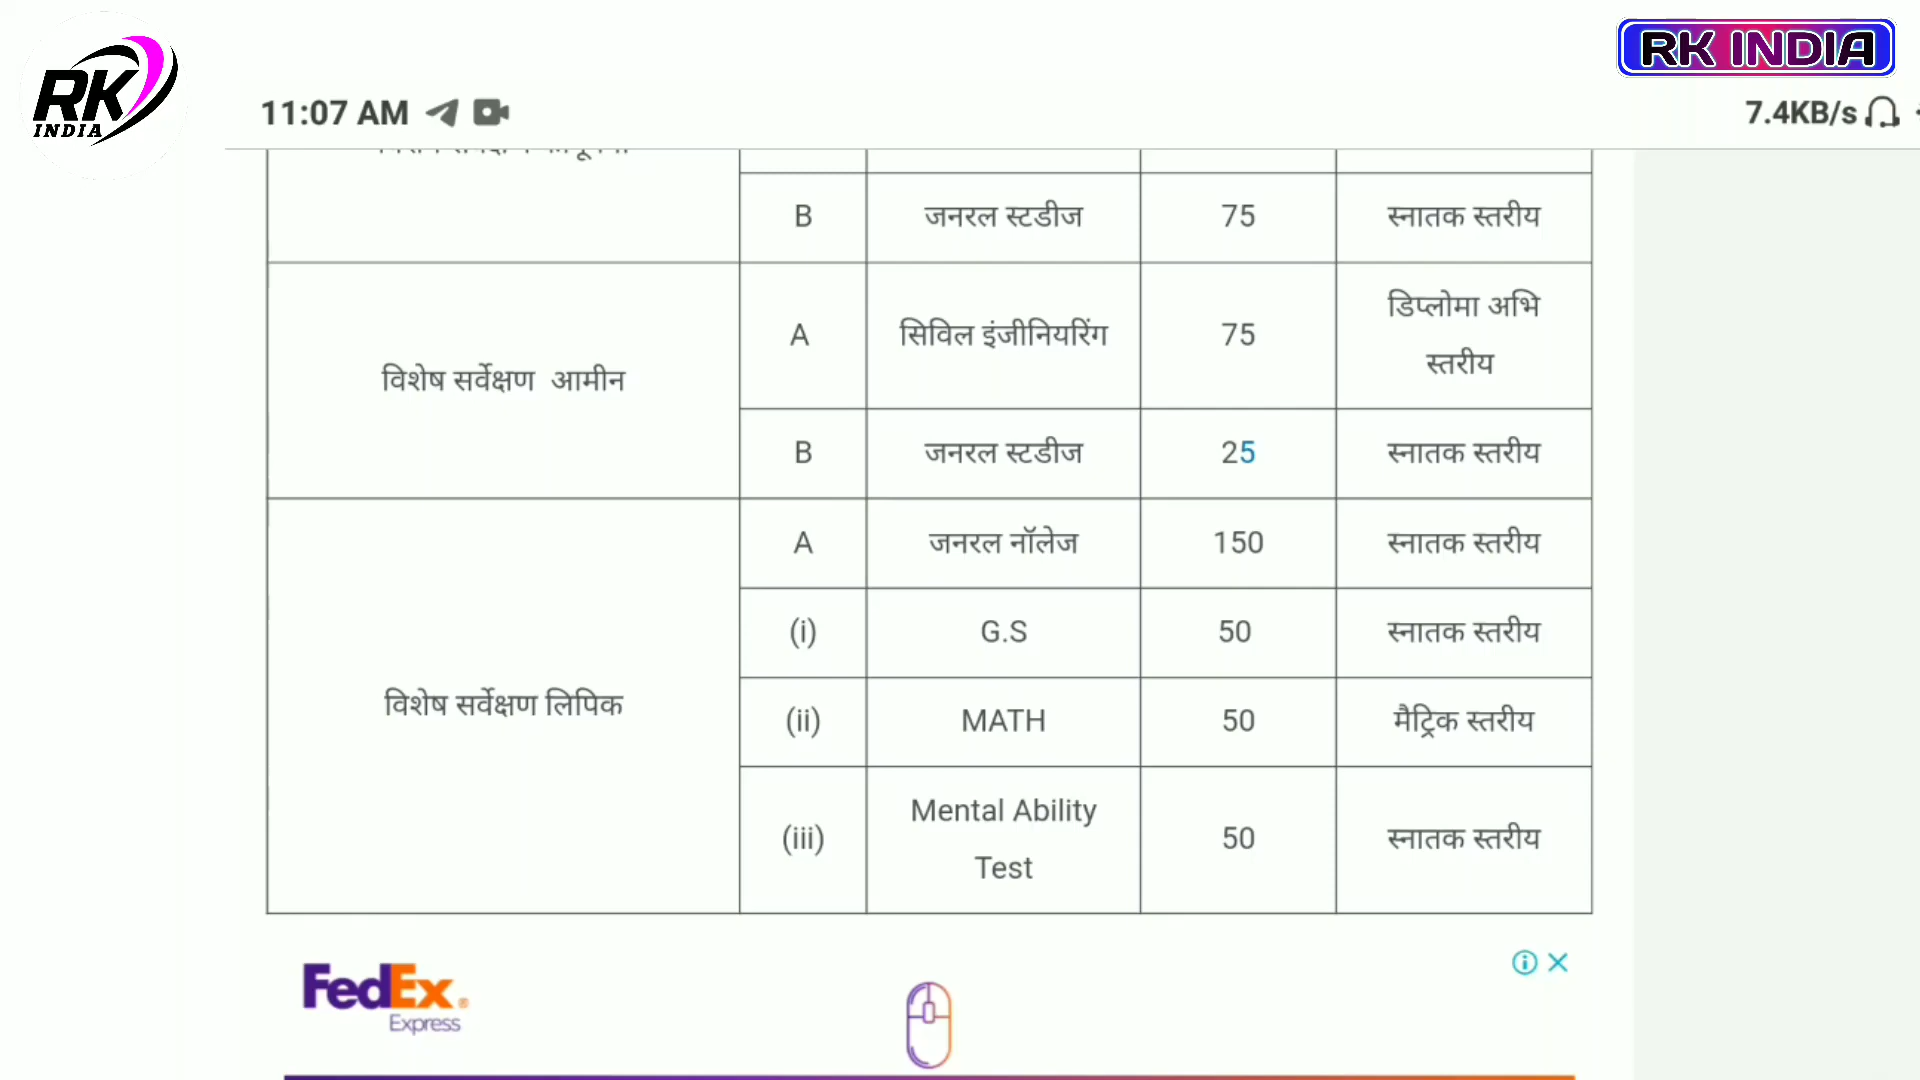 RK
INDIA
RK INDIA
11:07 AM
7.4KB/s
B जनरल स्टडीज 75 स्नातक स्तरीय
विशेष सर्वेक्षण आमीन
A सिविल इंजीनियरिंग 75 डिप्लोमा अभि
स्तरीय
B जनरल स्टडीज 25 स्नातक स्तरीय
विशेष सर्वेक्षण लिपिक
A जनरल नॉलेज 150 स्नातक स्तरीय
(i) G.S 50 स्नातक स्तरीय
(ii) MATH 50 मैट्रिक स्तरीय
(iii) Mental Ability
Test
50 स्नातक स्तरीय
FedEx®
Express